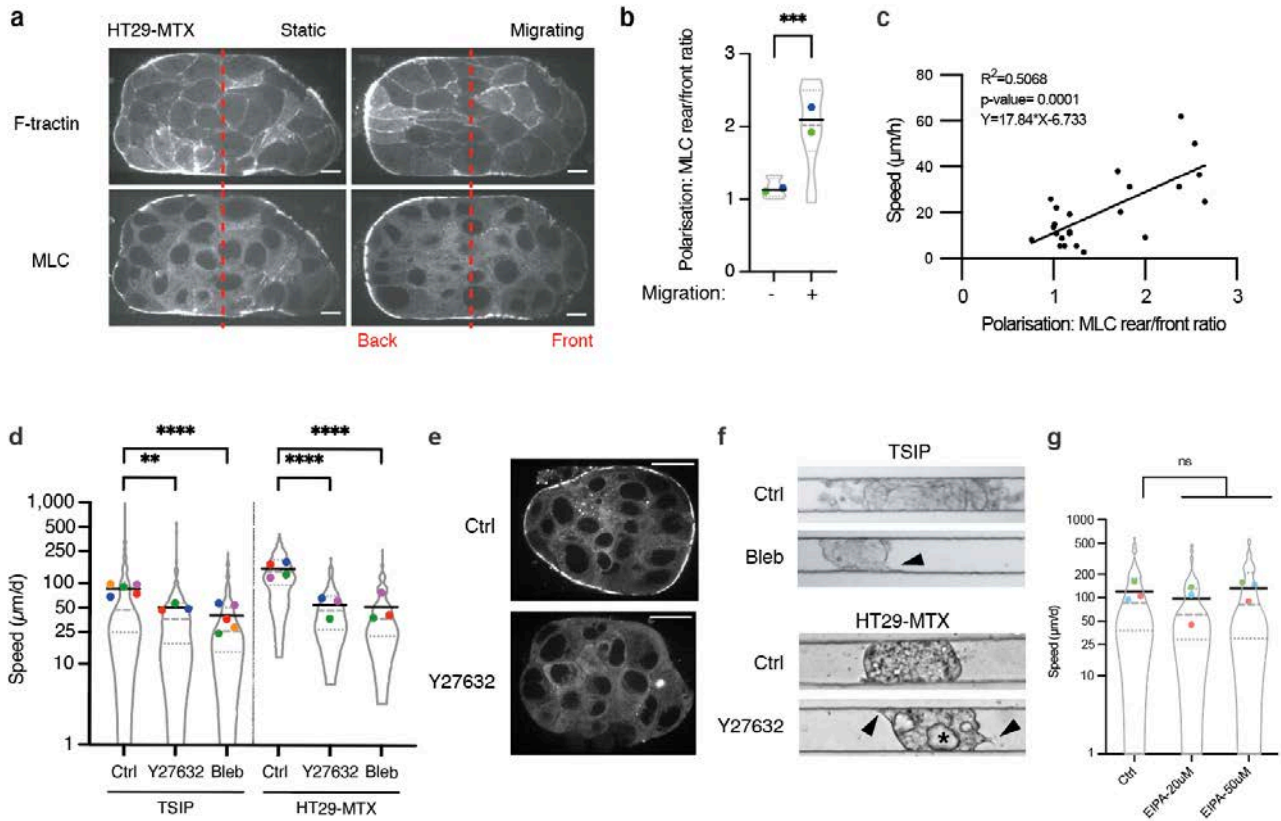 a
HT29-MTX
Static
Migrating
F-tractin
MLC
Back
Front
b
***
Polarisation: MLC rear/front ratio
3
2
1
0
Migration:
-
+
c
R²=0.5068
p-value= 0.0001
Y=17.84*X-6.733
Speed (μm/h)
80
60
40
20
0
0
1
2
3
Polarisation: MLC rear/front ratio
d
****
**
****
****
Speed (μm/d)
1,000
500
250
100
50
25
10
1
Ctrl
Y27632
Bleb
Ctrl
Y27632
Bleb
TSIP
HT29-MTX
e
Ctrl
Y27632
f
TSIP
Ctrl
Bleb
HT29-MTX
Ctrl
Y27632
*
g
ns
Speed (μm/d)
1000
500
250
100
50
25
10
1
Ctrl
EIPA-20uM
EIPA-50uM